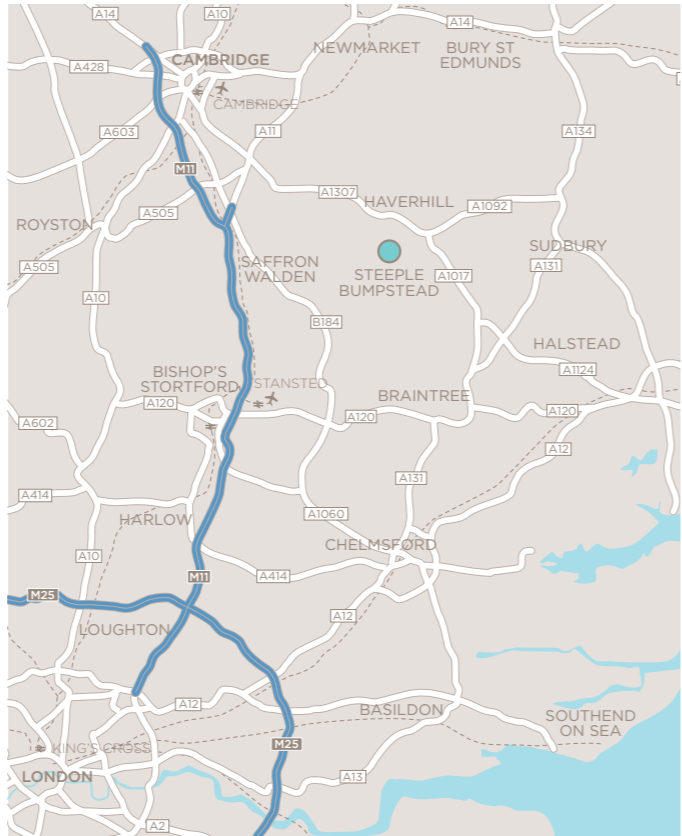 A14
A10
A14
NEWMARKET
BURY ST
EDMUNDS
CAMBRIDGE
A428
CAMBRIDGE
A603
A11
A134
M11
A1307
HAVERHILL
A1092
A505
ROYSTON
SUDBURY
A505
SAFFRON
WALDEN
STEEPLE
BUMPSTEAD
A1017
A131
A10
B184
HALSTEAD
BISHOP'S
STORTFORD
STANSTED
A1124
BRAINTREE
A120
A120
A120
A602
A12
A131
A414
A1060
HARLOW
CHELMSFORD
A10
M11
A414
M25
A12
LOUGHTON
A12
BASILDON
SOUTHEND
ON SEA
M25
KING'S CROSS
LONDON
A13
A2